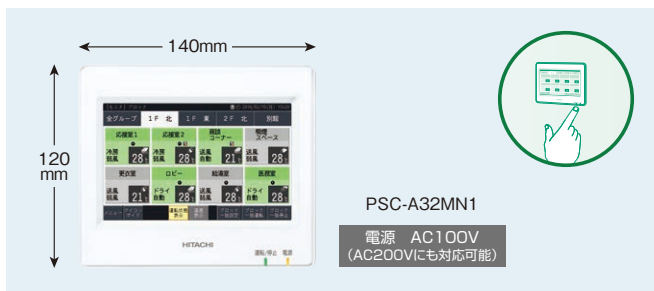 140mm
120
mm
全グループ 1F 北 1F 東 2F 北 別館
応接室1 応接室2 雑談コーナー 喫煙スペース
冷房 弱風 28 冷房 弱風 28 送風 自動 21 送風 弱風 28
更衣室 ロビー 給湯室 医務室
送風 弱風 21 ドライ 自動 28 送風 弱風 28 ドライ 自動 28
HITACHI
運転/停止 電源
PSC-A32MN1
電源 AC100V
（AC200Vにも対応可能）